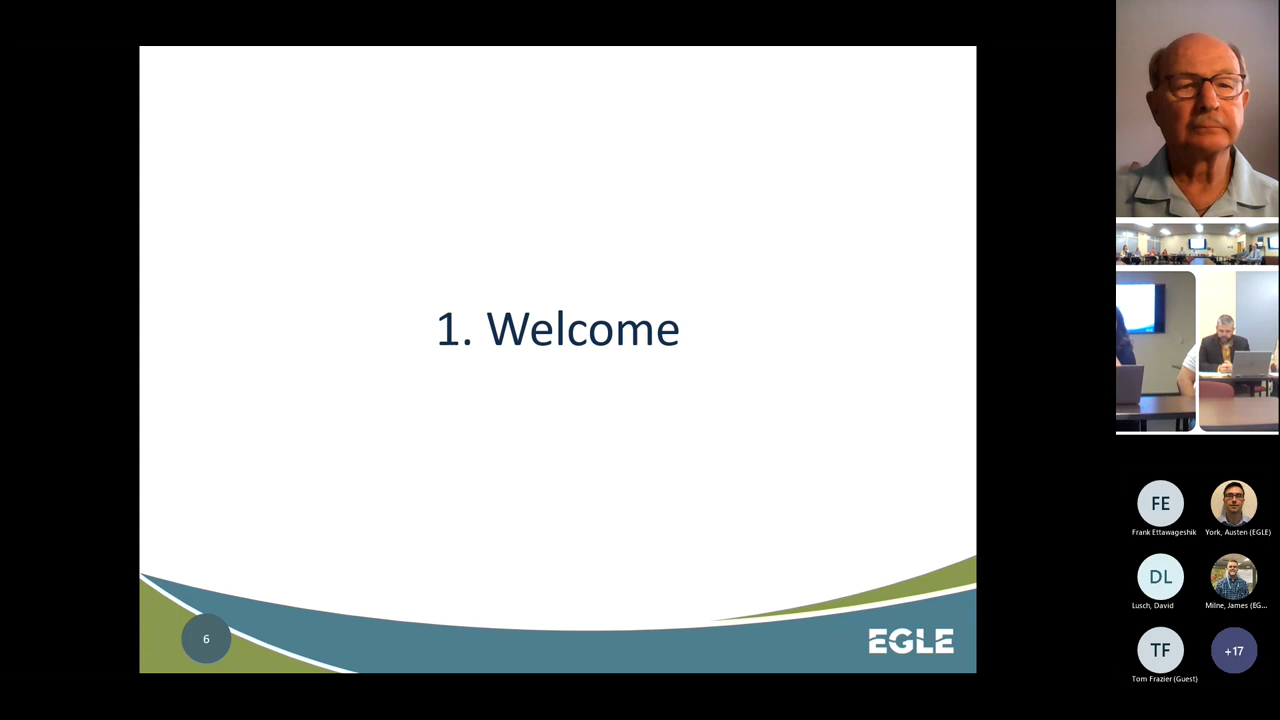 1. Welcome
6
EGLE
FE
Frank Ettawageshik
York, Austen (EGLE)
DL
Lusch, David
Milne, James (EG...
TF
+17
Tom Frazier (Guest)